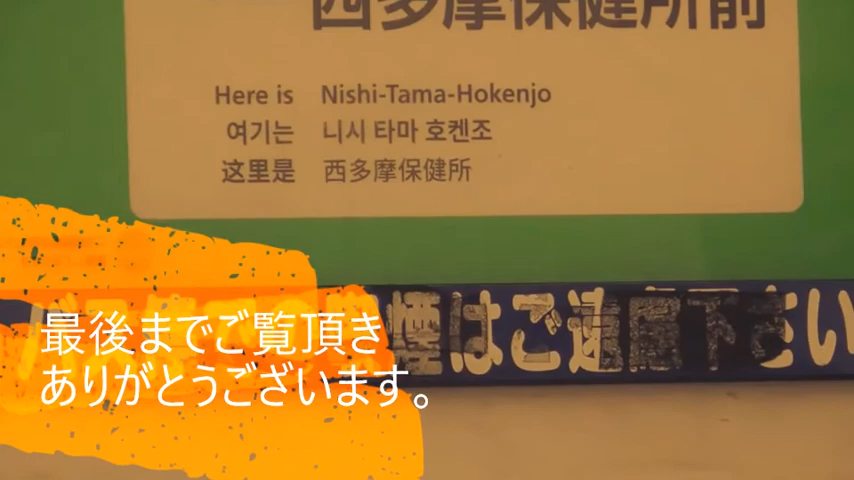 西多摩保健所前
Here is Nishi-Tama-Hokenjo
여기는 니시 타마 호켄조
这里是 西多摩保健所
煙はご遠慮下さい
最後までご覧頂き
ありがとうございます。